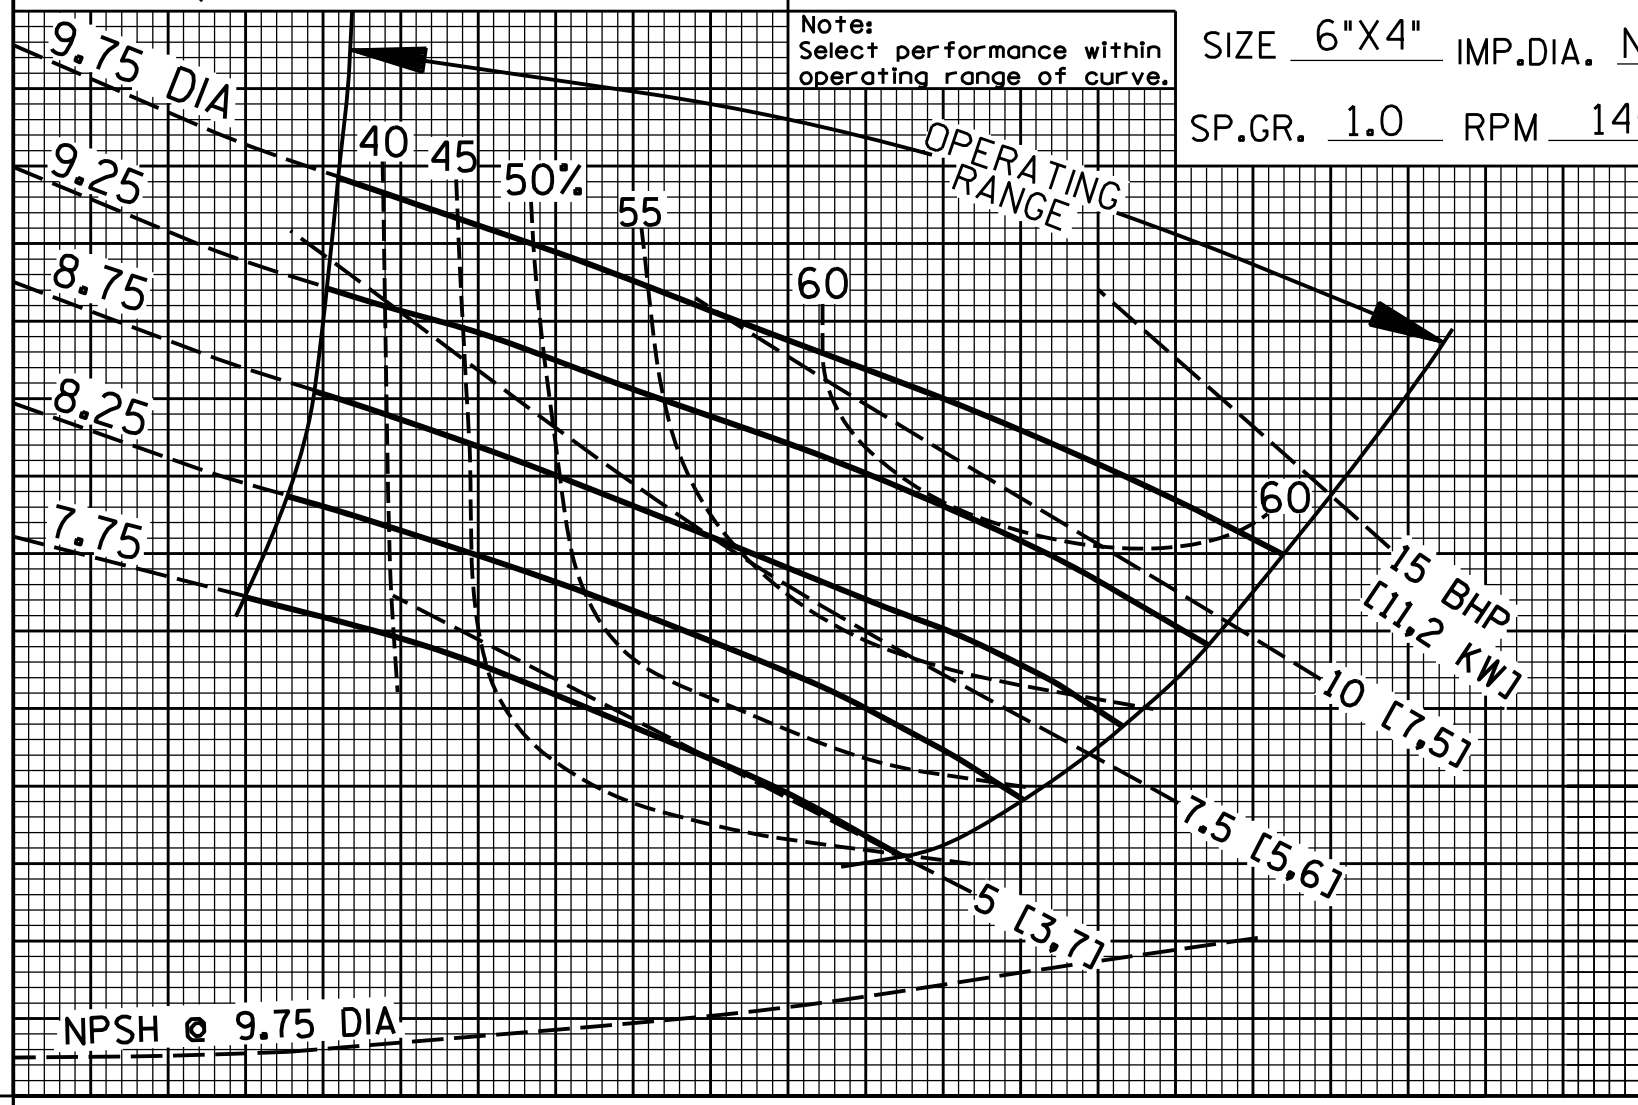 Note:
Select performance within
operating range of curve.
SIZE 6"X4" IMP.DIA.
SP.GR. 1.0 RPM 14
9.75 DIA
9.25
8.75
8.25
7.75
40
45
50%
55
60
OPERATING
RANGE
60
15 BHP
[11,2 KW]
10 [7,5]
7.5 [5,6]
5 [3,7]
NPSH @ 9.75 DIA